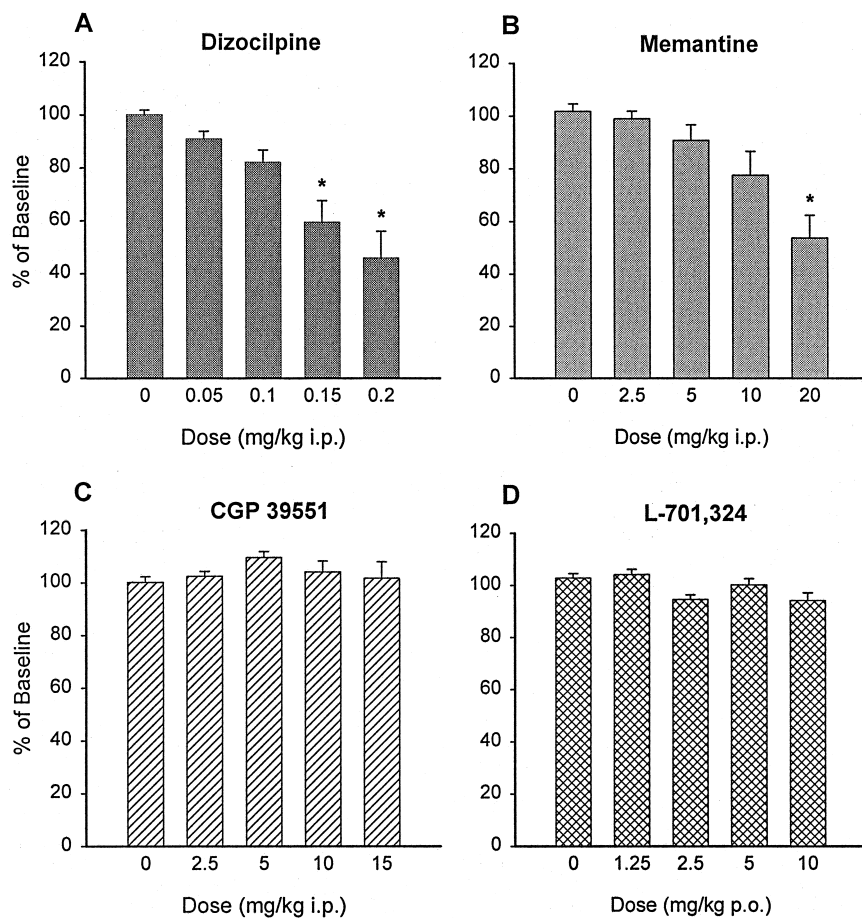 A
Dizocilpine
120
100
80
60
40
20
0
% of Baseline
*
*
0 0.05 0.1 0.15 0.2
Dose (mg/kg i.p.)
B
Memantine
120
100
80
60
40
20
0
*
0 2.5 5 10 20
Dose (mg/kg i.p.)
C
CGP 39551
120
100
80
60
40
20
0
% of Baseline
0 2.5 5 10 15
Dose (mg/kg i.p.)
D
L-701,324
120
100
80
60
40
20
0
0 1.25 2.5 5 10
Dose (mg/kg p.o.)